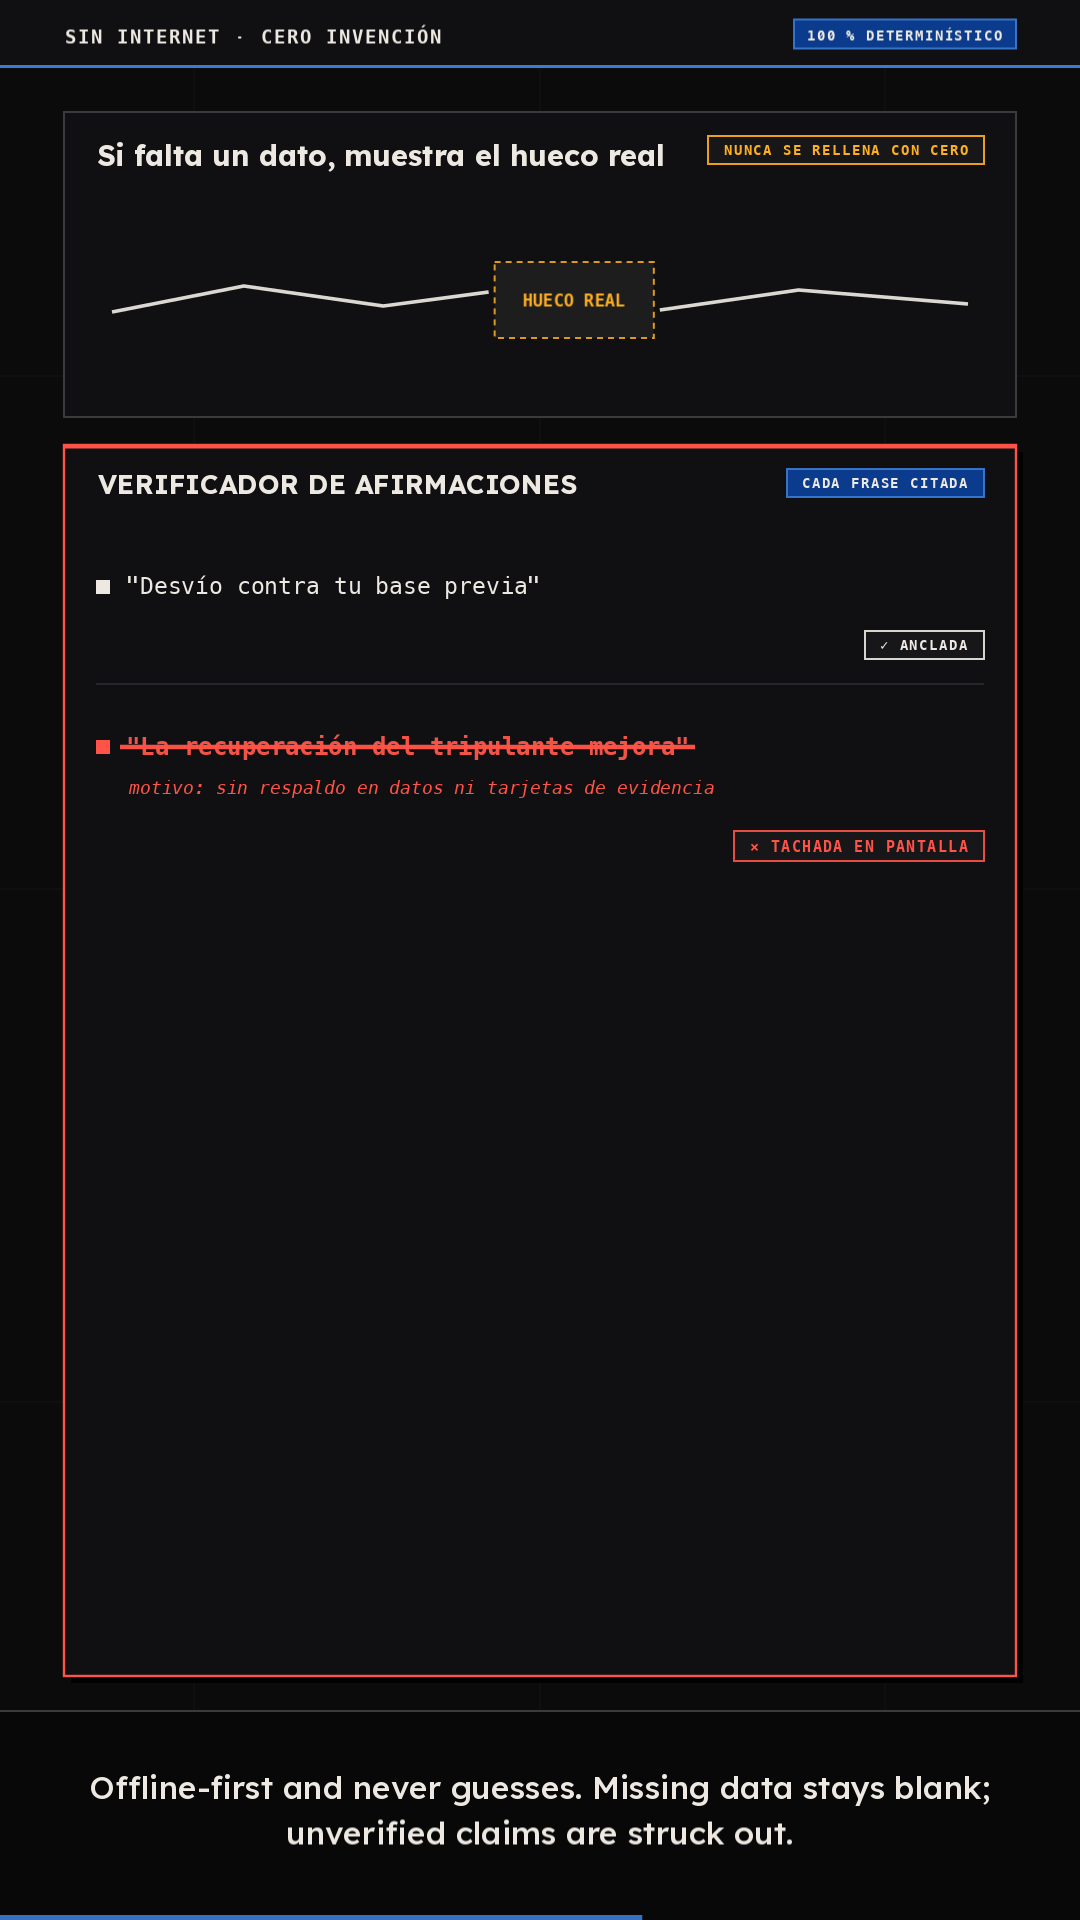 SIN INTERNET · CERO INVENCIÓN
100 % DETERMINÍSTICO
Si falta un dato, muestra el hueco real
NUNCA SE RELLENA CON CERO
HUECO REAL
VERIFICADOR DE AFIRMACIONES
CADA FRASE CITADA
"Desvío contra tu base previa"
✓ ANCLADA
"La recuperación del tripulante mejora"
motivo: sin respaldo en datos ni tarjetas de evidencia
× TACHADA EN PANTALLA
Offline-first and never guesses. Missing data stays blank;
unverified claims are struck out.